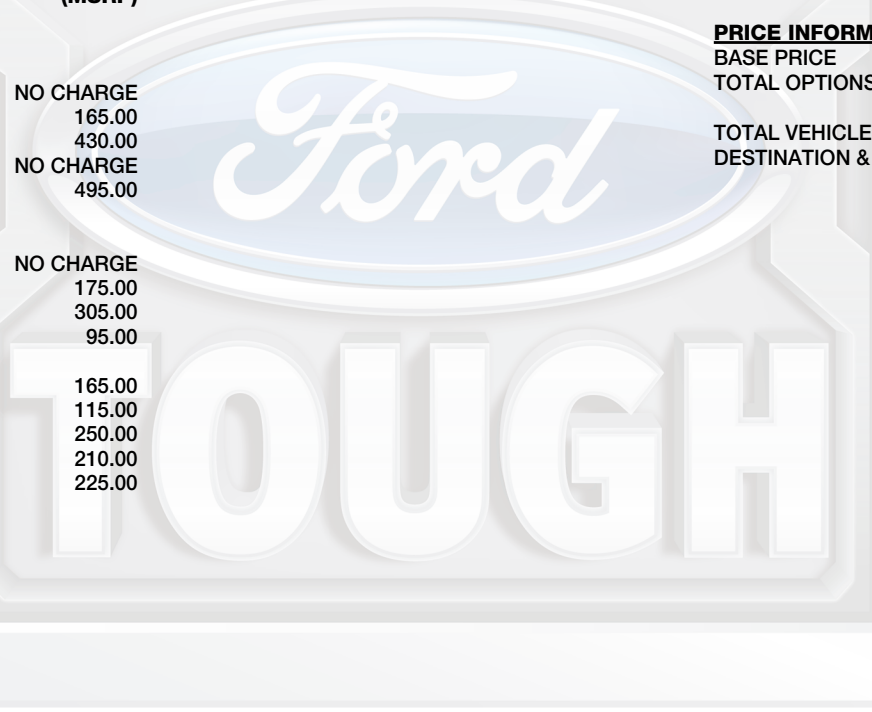 (MSRP)
NO CHARGE
165.00
430.00
NO CHARGE
495.00
NO CHARGE
175.00
305.00
95.00
165.00
115.00
250.00
210.00
225.00
PRICE INFORM
BASE PRICE
TOTAL OPTIONS
TOTAL VEHICLE
DESTINATION &
Ford
TOUGH